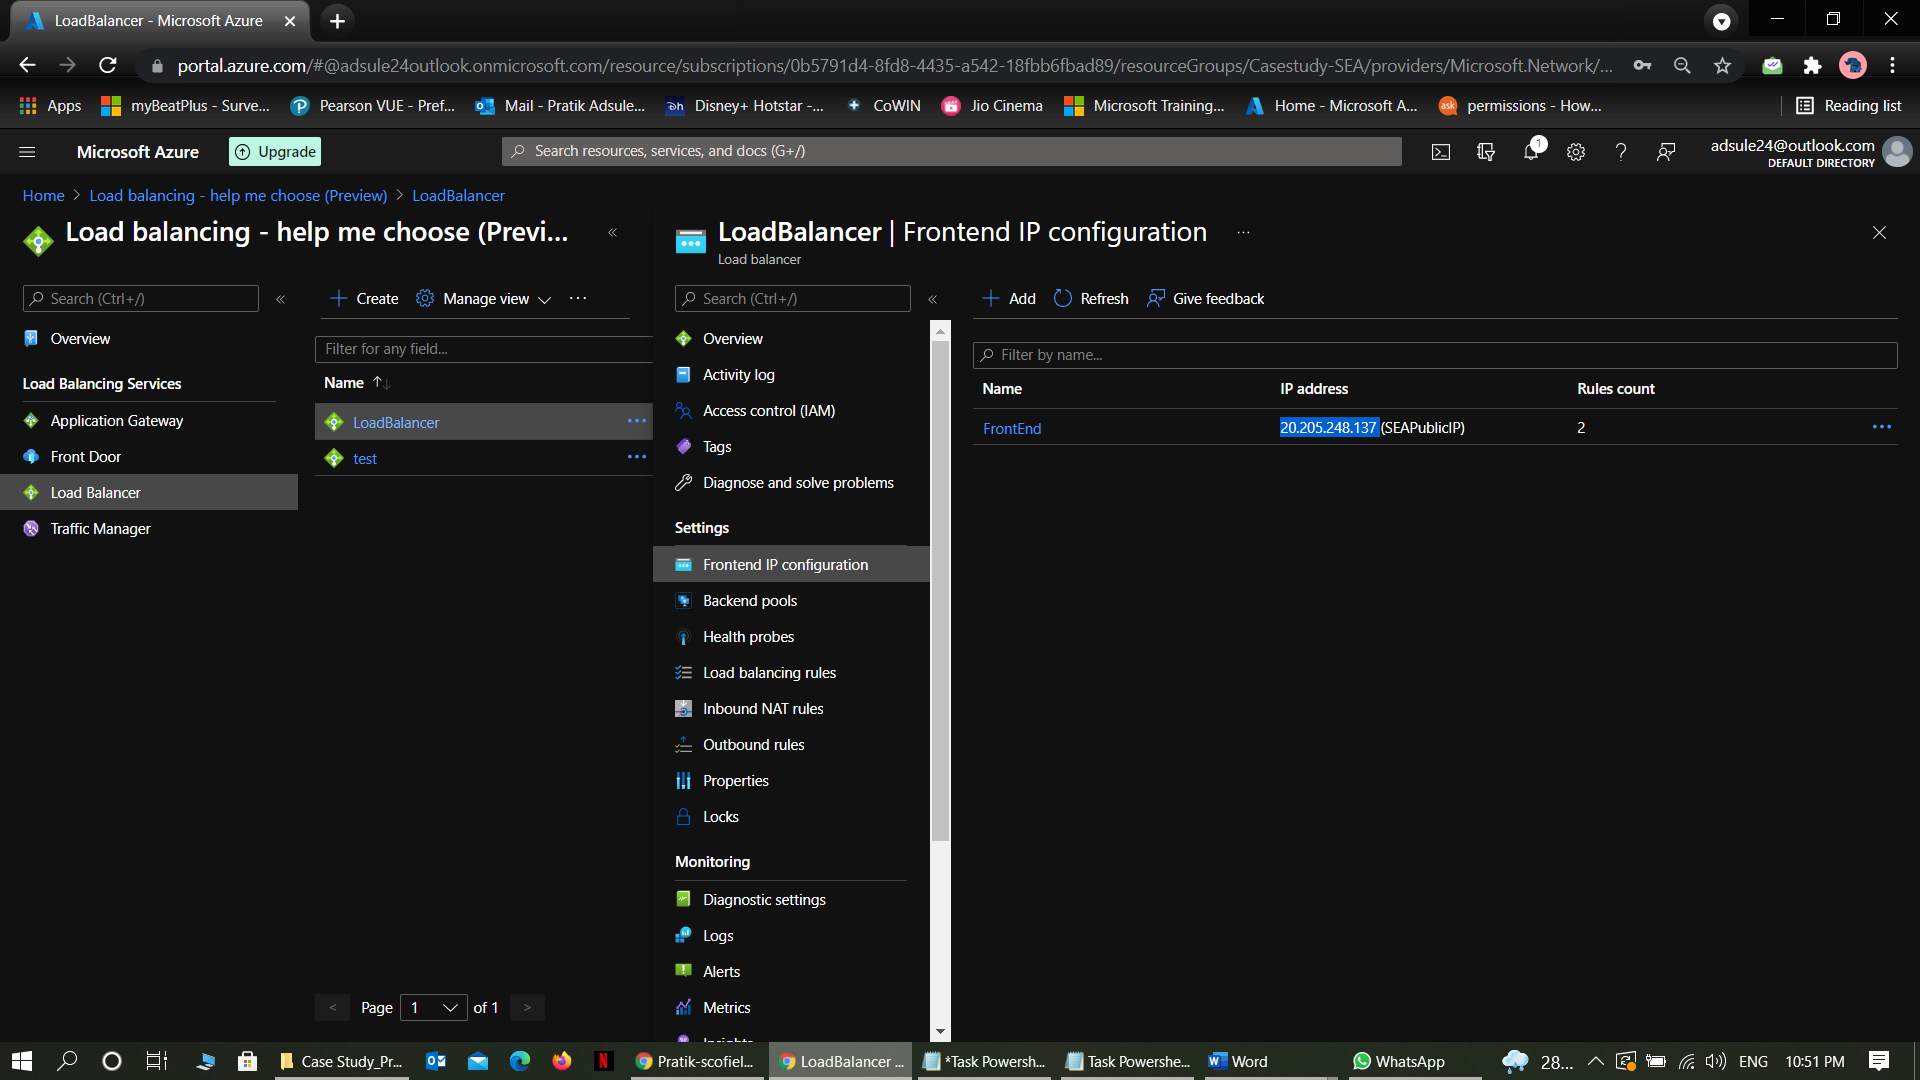 LoadBalancer - Microsoft Azure
portal.azure.com/#@adsule24outlook.onmicrosoft.com/resource/subscriptions/0b5791d4-8fd8-4435-a542-18fbb6fbad89/resourceGroups/Casestudy-SEA/providers/Microsoft.Network/...
Apps myBeatPlus - Surve... Pearson VUE - Pref... Mail - Pratik Adsule... Disney+ Hotstar -... CoWIN Jio Cinema Microsoft Training... Home - Microsoft A... permissions - How... Reading list
Microsoft Azure Upgrade Search resources, services, and docs (G+/) 1 adsule24@outlook.com
DEFAULT DIRECTORY
Home > Load balancing - help me choose (Preview) > LoadBalancer
Load balancing - help me choose (Previ... «
Search (Ctrl+/) «
Overview
Load Balancing Services
Application Gateway
Front Door
Load Balancer
Traffic Manager
Create Manage view ...
Filter for any field...
Name
LoadBalancer ...
test ...
< Page 1 of 1 >
LoadBalancer | Frontend IP configuration ...
Load balancer
Search (Ctrl+/) «
Overview
Activity log
Access control (IAM)
Tags
Diagnose and solve problems
Settings
Frontend IP configuration
Backend pools
Health probes
Load balancing rules
Inbound NAT rules
Outbound rules
Properties
Locks
Monitoring
Diagnostic settings
Logs
Alerts
Metrics
Insights
Add Refresh Give feedback
Filter by name...
Name IP address Rules count
FrontEnd 20.205.248.137 (SEAPublicIP) 2 ...
Case Study_Pr... Pratik-scofiel... LoadBalancer ... *Task Powersh... Task Powershe... Word WhatsApp 28... ENG 10:51 PM